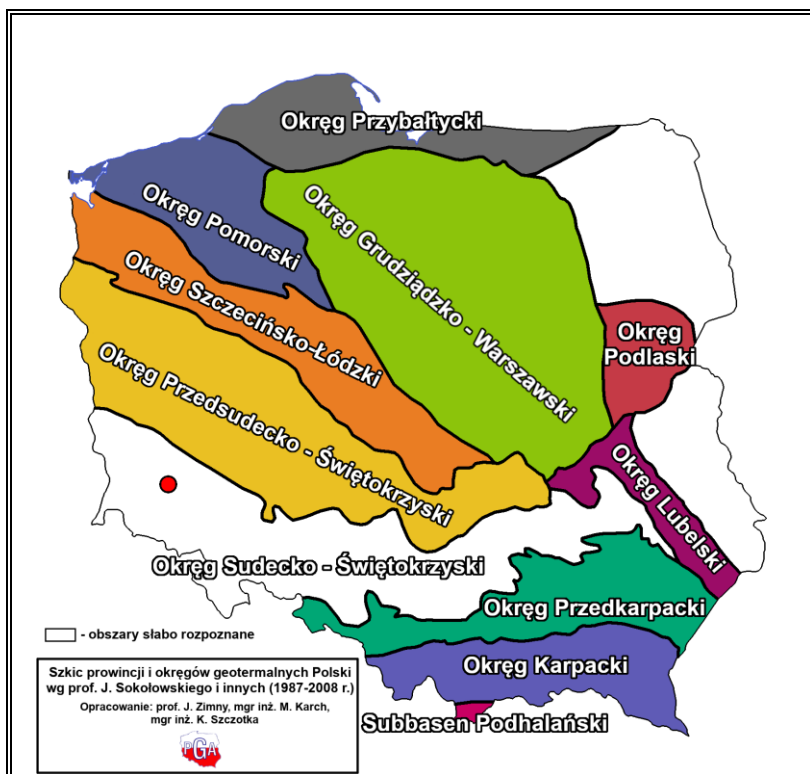 Okręg Przybałtycki
Okręg Pomorski
Okręg Grudziądzko - Warszawski
Okręg Szczecińsko-Łódzki
Okręg
Podlaski
Okręg Przedsudecko - Świętokrzyski
Okręg Lubelski
Okręg Sudecko - Świętokrzyski
Okręg Przedkarpacki
- obszary słabo rozpoznane
Okręg Karpacki
Szkic prowincji i okręgów geotermalnych Polski
wg prof. J. Sokołowskiego i innych (1987-2008 r.)
Opracowanie: prof. J. Zimny, mgr inż. M. Karch,
mgr inż. K. Szczotka
PGA
Subbasen Podhalański